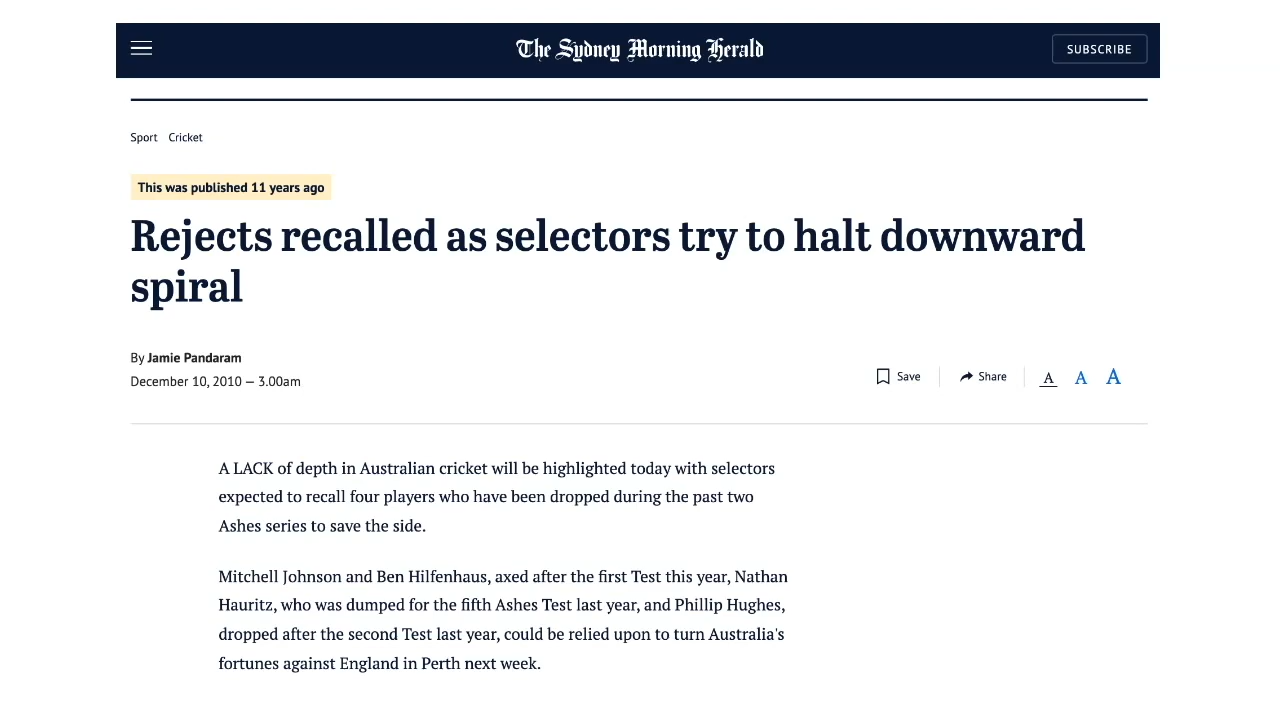 The Sydney Morning Herald
SUBSCRIBE
Sport Cricket
This was published 11 years ago
Rejects recalled as selectors try to halt downward
spiral
By Jamie Pandaram
December 10, 2010 — 3.00am
Save
Share
A A A
A LACK of depth in Australian cricket will be highlighted today with selectors
expected to recall four players who have been dropped during the past two
Ashes series to save the side.
Mitchell Johnson and Ben Hilfenhaus, axed after the first Test this year, Nathan
Hauritz, who was dumped for the fifth Ashes Test last year, and Phillip Hughes,
dropped after the second Test last year, could be relied upon to turn Australia's
fortunes against England in Perth next week.